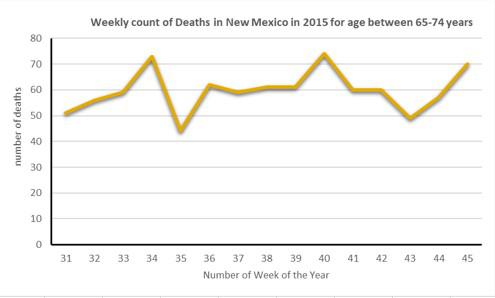 Weekly count of Deaths in New Mexico in 2015 for age between 65-74 years
number of deaths
80
70
60
50
40
30
20
10
0
31 32 33 34 35 36 37 38 39 40 41 42 43 44 45
Number of Week of the Year